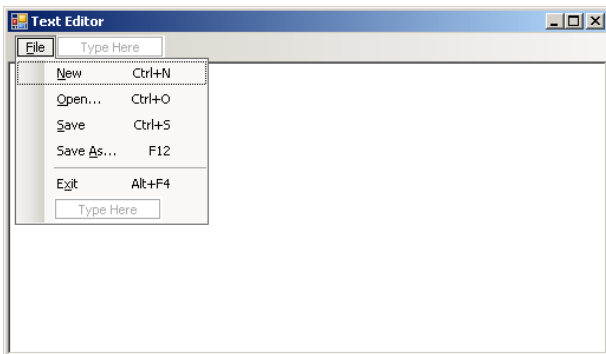 Text Editor
File Type Here
New Ctrl+N
Open... Ctrl+O
Save Ctrl+S
Save As... F12
Exit Alt+F4
Type Here